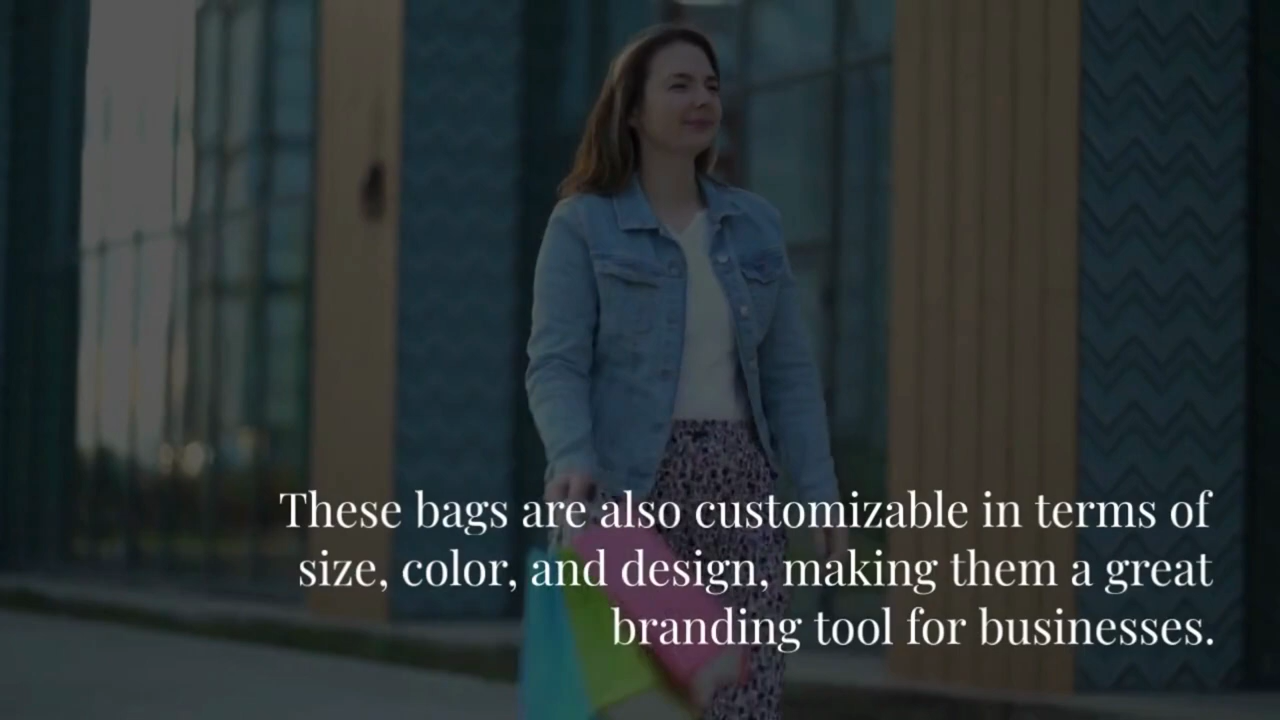 These bags are also customizable in terms of
size, color, and design, making them a great
branding tool for businesses.